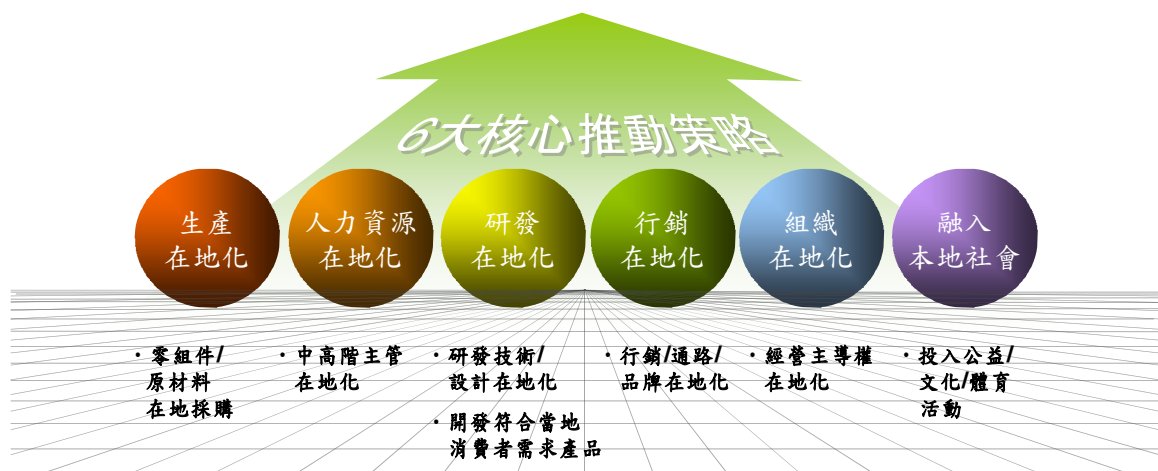 6大核心推動策略
生產
在地化
人力資源
在地化
研發
在地化
行銷
在地化
組織
在地化
融入
本地社會
・零組件/
原材料
在地採購
・中高階主管
在地化
・研發技術/
設計在地化
・開發符合當地
消費者需求產品
・行銷/通路/
品牌在地化
・經營主導權
在地化
・投入公益/
文化/體育
活動